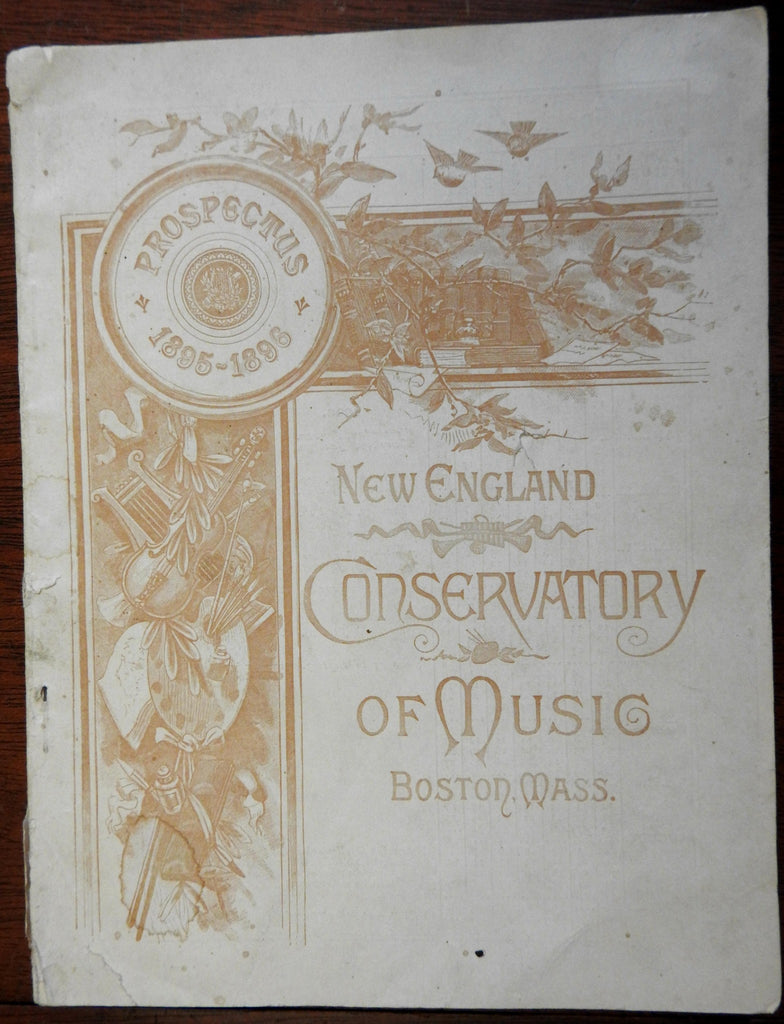 PROSPECTUS
1895-1896
NEW ENGLAND
CONSERVATORY
OF MUSIC
BOSTON, MASS.